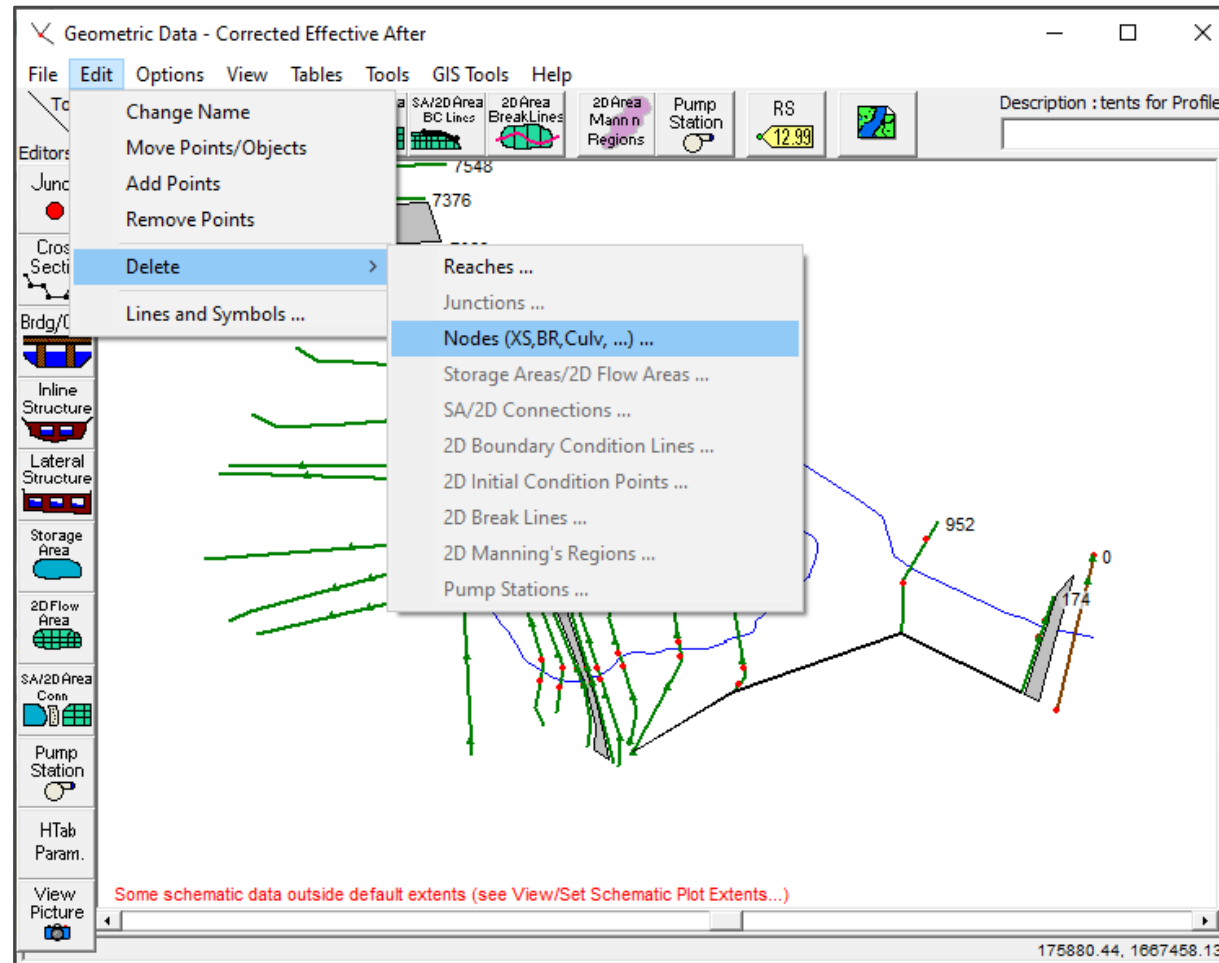 Geometric Data - Corrected Effective After
File Edit Options View Tables Tools GIS Tools Help
SA/2D Area
BC Lines
2D Area
BreakLines
2D Area
Mann n
Regions
Pump
Station
RS
12.99
Description : tents for Profile
Editors
Change Name
Move Points/Objects
Add Points
Remove Points
Delete
Lines and Symbols ...
Reaches ...
Junctions ...
Nodes (XS,BR,Culv, ...) ...
Storage Areas/2D Flow Areas ...
SA/2D Connections ...
2D Boundary Condition Lines ...
2D Initial Condition Points ...
2D Break Lines ...
2D Manning's Regions ...
Pump Stations ...
Junc
Cros
Secti
Brdg/
Inline
Structure
Lateral
Structure
Storage
Area
2D Flow
Area
SA/2D Area
Conn
Pump
Station
HTab
Param.
View
Picture
7548
7376
952
0
174
Some schematic data outside default extents (see View/Set Schematic Plot Extents...)
175880.44, 1667458.13